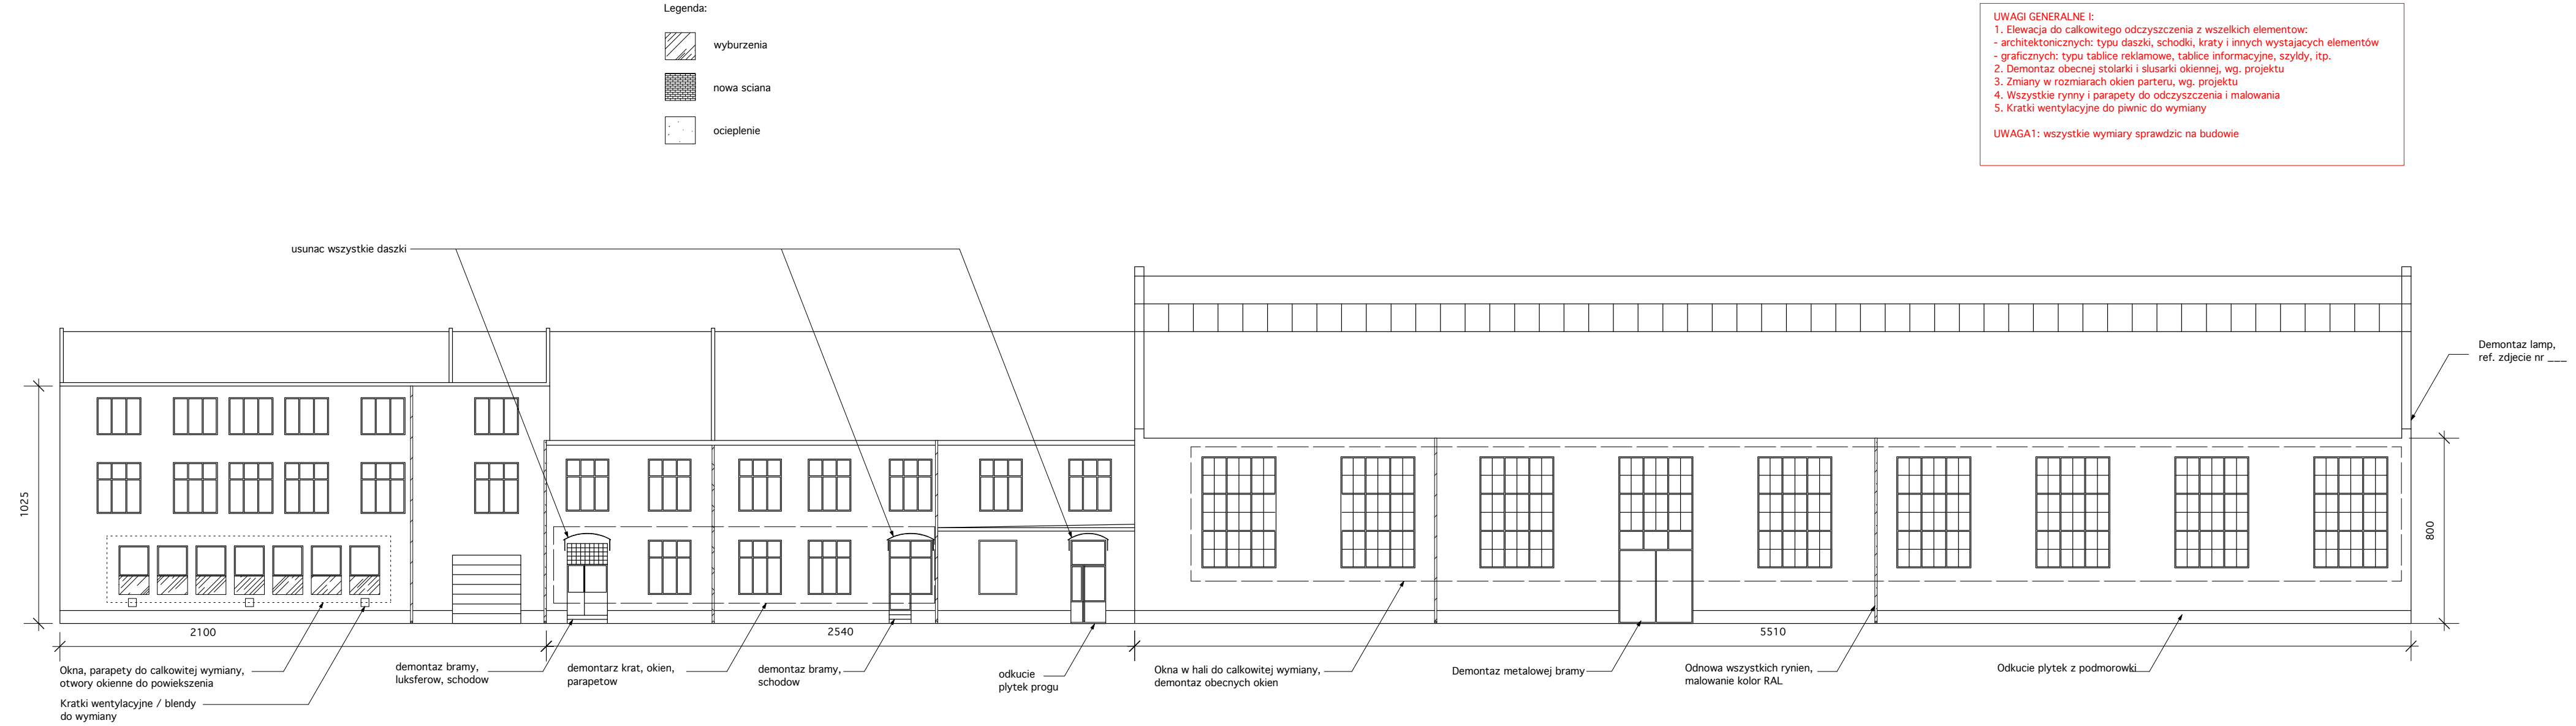 Legenda:
wyburzenia
nowa sciana
ocieplenie
UWAGI GENERALNE I:
1. Elewacja do calkowitego odczyszczenia z wszelkich elementow:
- architektonicznych: typu daszki, schodki, kraty i innych wystajacych elementów
- graficznych: typu tablice reklamowe, tablice informacyjne, szyldy, itp.
2. Demontaz obecnej stolarki i slusarki okiennej, wg. projektu
3. Zmiany w rozmiarach okien parteru, wg. projektu
4. Wszystkie rynny i parapety do odczyszczenia i malowania
5. Kratki wentylacyjne do piwnic do wymiany
UWAGA1: wszystkie wymiary sprawdzic na budowie
usunac wszystkie daszki
Demontaz lamp,
ref. zdjecie nr ___
1025
800
2100
2540
5510
Okna, parapety do calkowitej wymiany,
otwory okienne do powiekszenia
Kratki wentylacyjne / blendy
do wymiany
demontaz bramy,
luksferow, schodow
demontarz krat, okien,
parapetow
demontaz bramy,
schodow
odkucie
plytek progu
Okna w hali do calkowitej wymiany,
demontaz obecnych okien
Demontaz metalowej bramy
Odnowa wszystkich rynien,
malowanie kolor RAL
Odkucie plytek z podmorowki